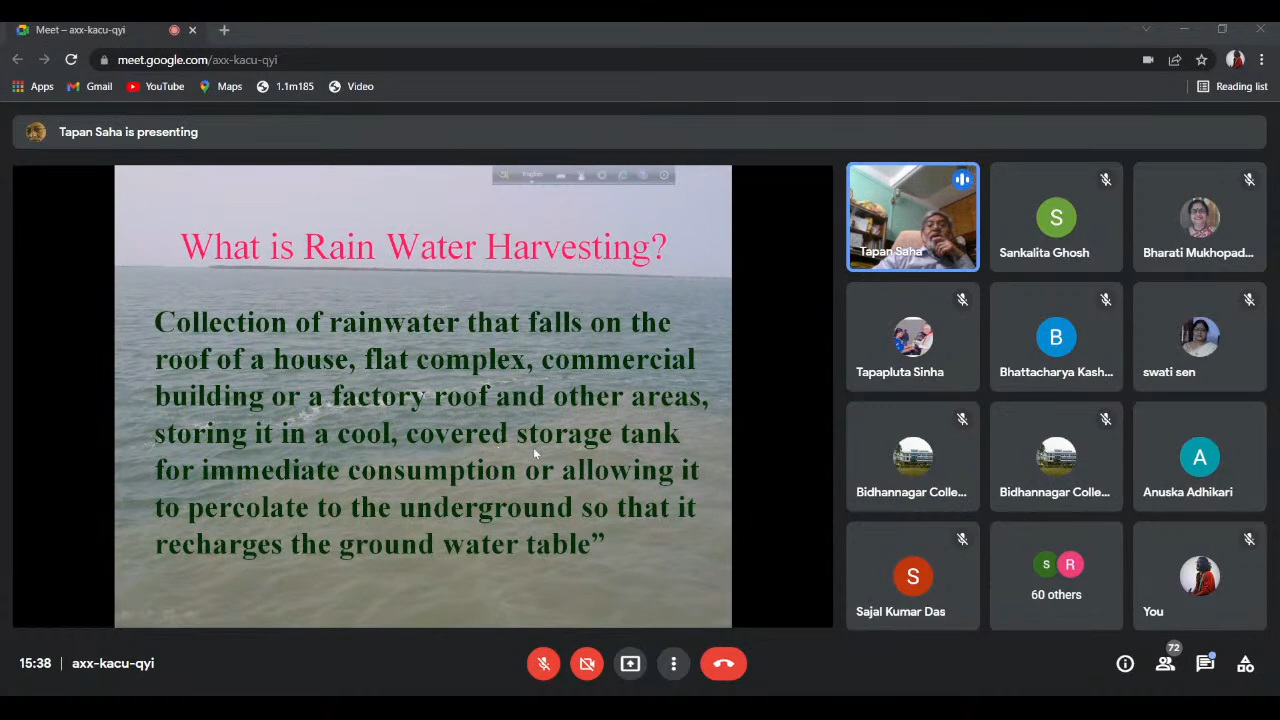 Meet – axx-kacu-qyi
meet.google.com/axx-kacu-qyi
Apps
Gmail
YouTube
Maps
1.1m185
Video
Reading list
Tapan Saha is presenting
English
What is Rain Water Harvesting?
Collection of rainwater that falls on the
roof of a house, flat complex, commercial
building or a factory roof and other areas,
storing it in a cool, covered storage tank
for immediate consumption or allowing it
to percolate to the underground so that it
recharges the ground water table”
Tapan Saha
S
Sankalita Ghosh
Bharati Mukhopad...
Tapapluta Sinha
B
Bhattacharya Kash...
swati sen
Bidhannagar Colle...
Bidhannagar Colle...
A
Anuska Adhikari
S
Sajal Kumar Das
S R
60 others
You
15:38 | axx-kacu-qyi
72